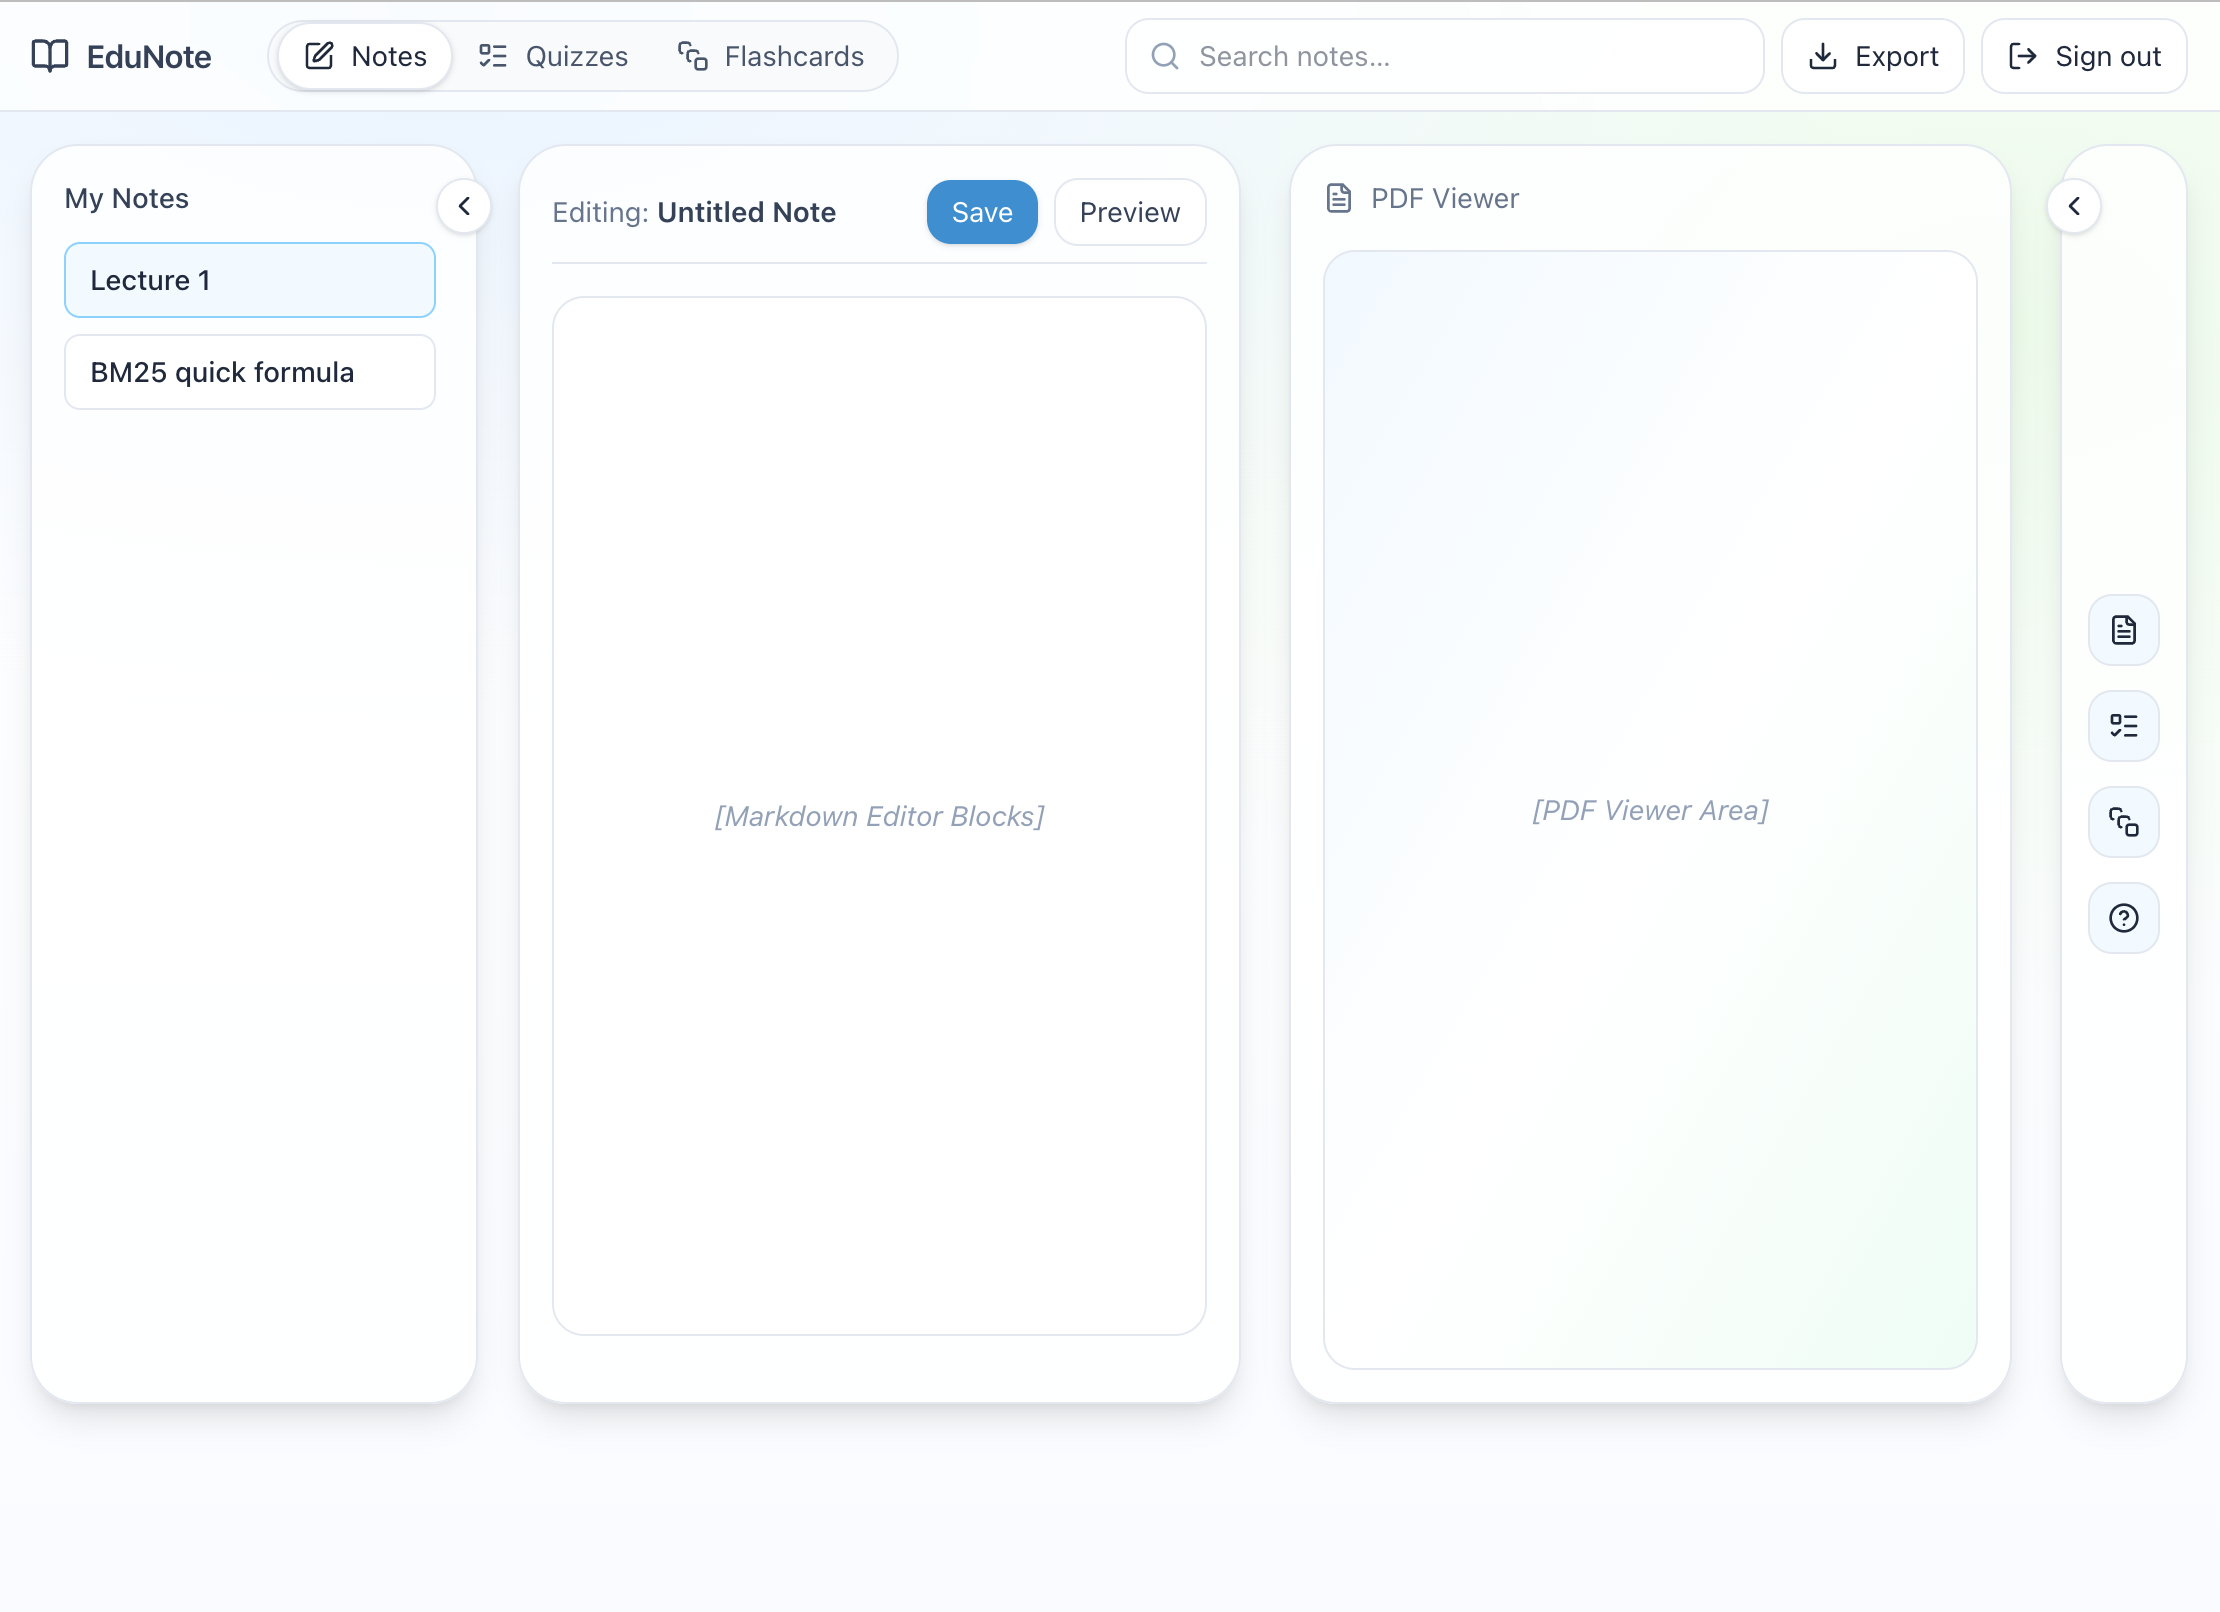 EduNote
Notes
Quizzes
Flashcards
Search notes...
Export
Sign out
My Notes
Lecture 1
BM25 quick formula
Editing: Untitled Note
Save
Preview
[Markdown Editor Blocks]
PDF Viewer
[PDF Viewer Area]